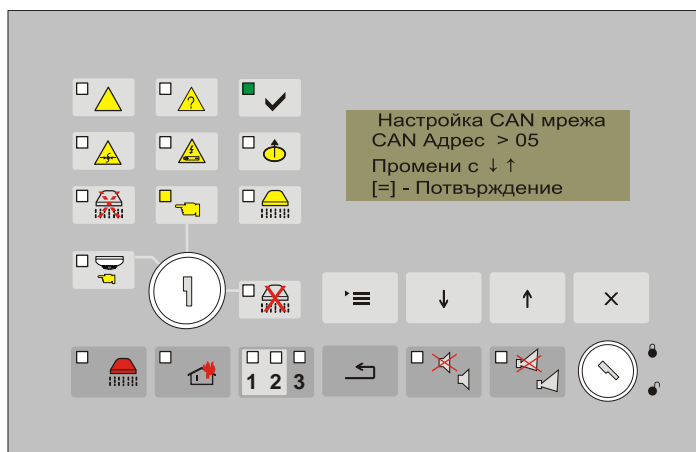 Настройка CAN мрежа
CAN Адрес > 05
Промени с ↓ ↑
[=] - Потвърждение
?
1 2 3